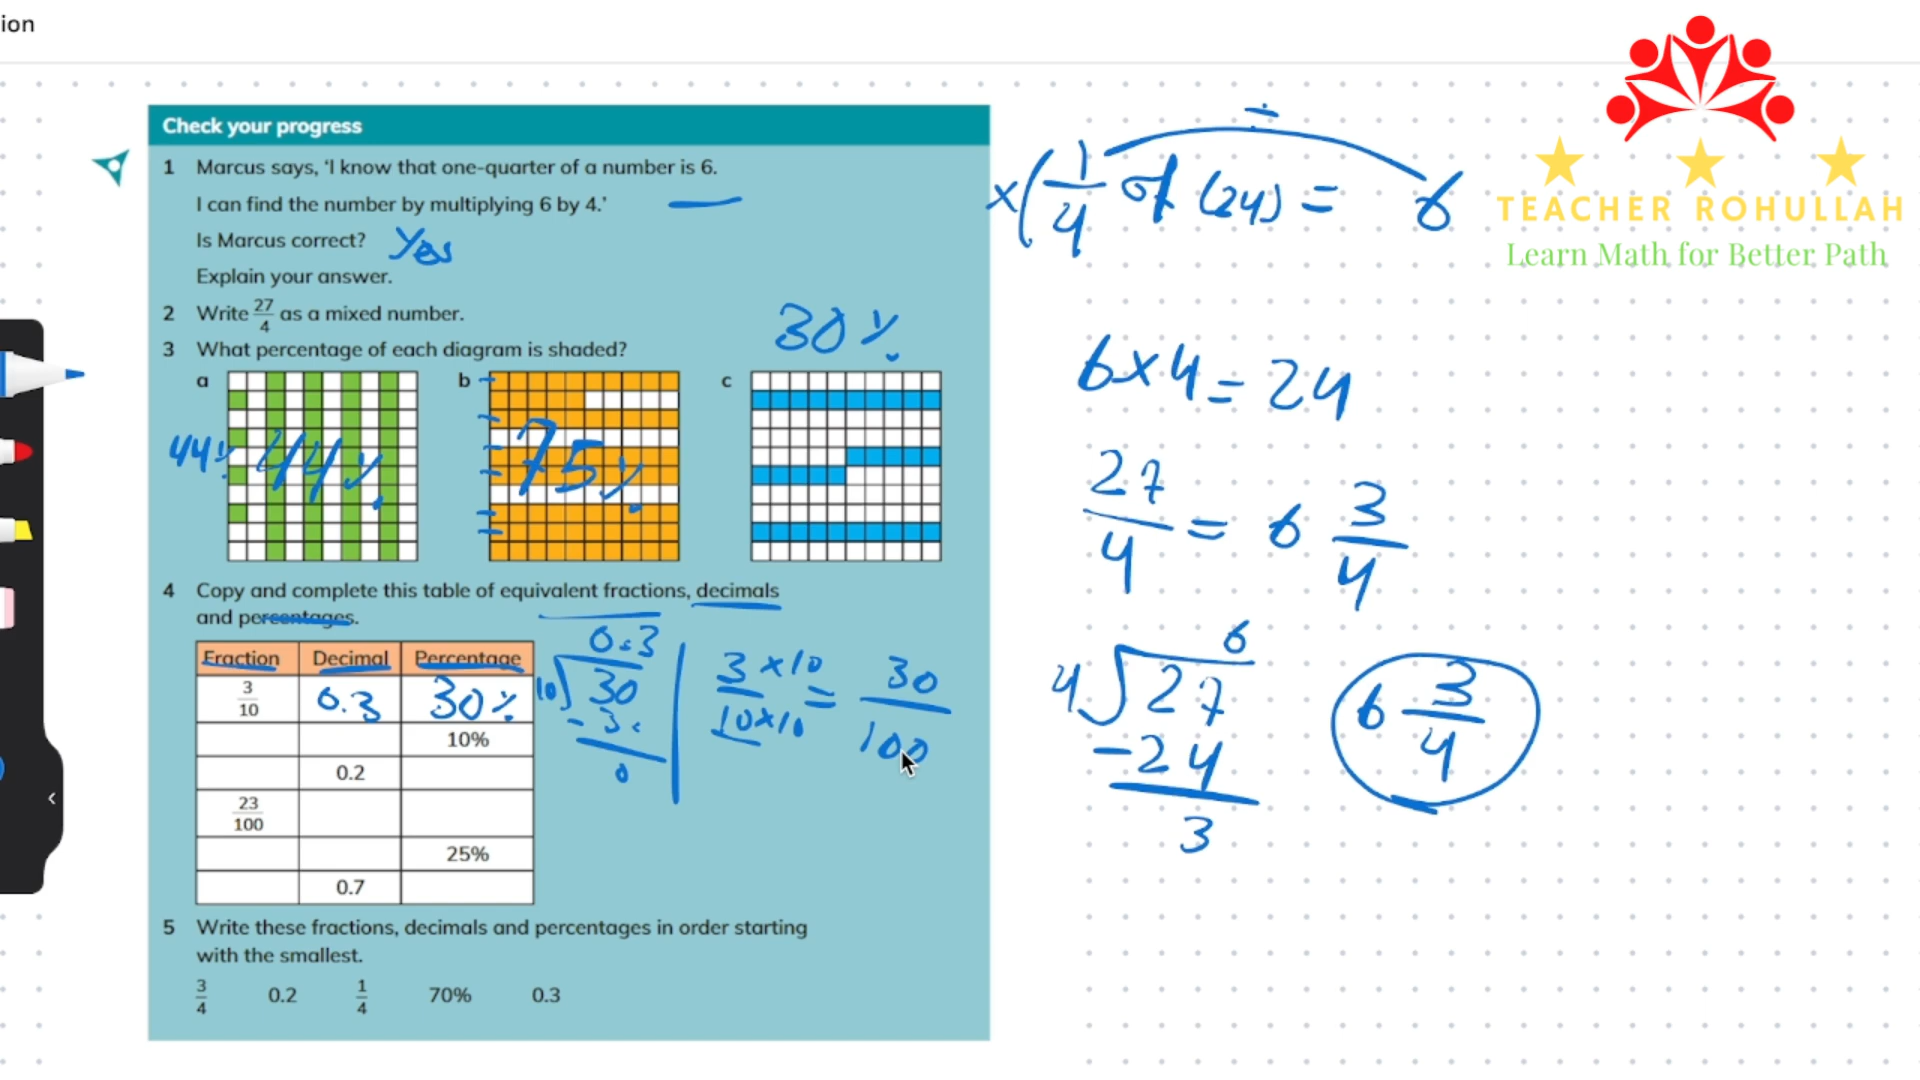 ion
Check your progress
1 Marcus says, 'I know that one-quarter of a number is 6.
I can find the number by multiplying 6 by 4.'
Is Marcus correct? Yes
Explain your answer.
2 Write 27/4 as a mixed number.
3 What percentage of each diagram is shaded?
30%
a b c
44% 44% 75%
4 Copy and complete this table of equivalent fractions, decimals
and percentages.
Fraction Decimal Percentage
3/10 0.3 30%
10%
0.2
23/100
25%
0.7
0.3
10 30
- 30
0
3 × 10 / 10 × 10 = 30/100
5 Write these fractions, decimals and percentages in order starting
with the smallest.
3/4 0.2 1/4 70% 0.3
÷
× ( 1/4 of (24) = 6
6 × 4 = 24
27/4 = 6 3/4
6
4 27
- 24
3
6 3/4
TEACHER ROHULLAH
Learn Math for Better Path